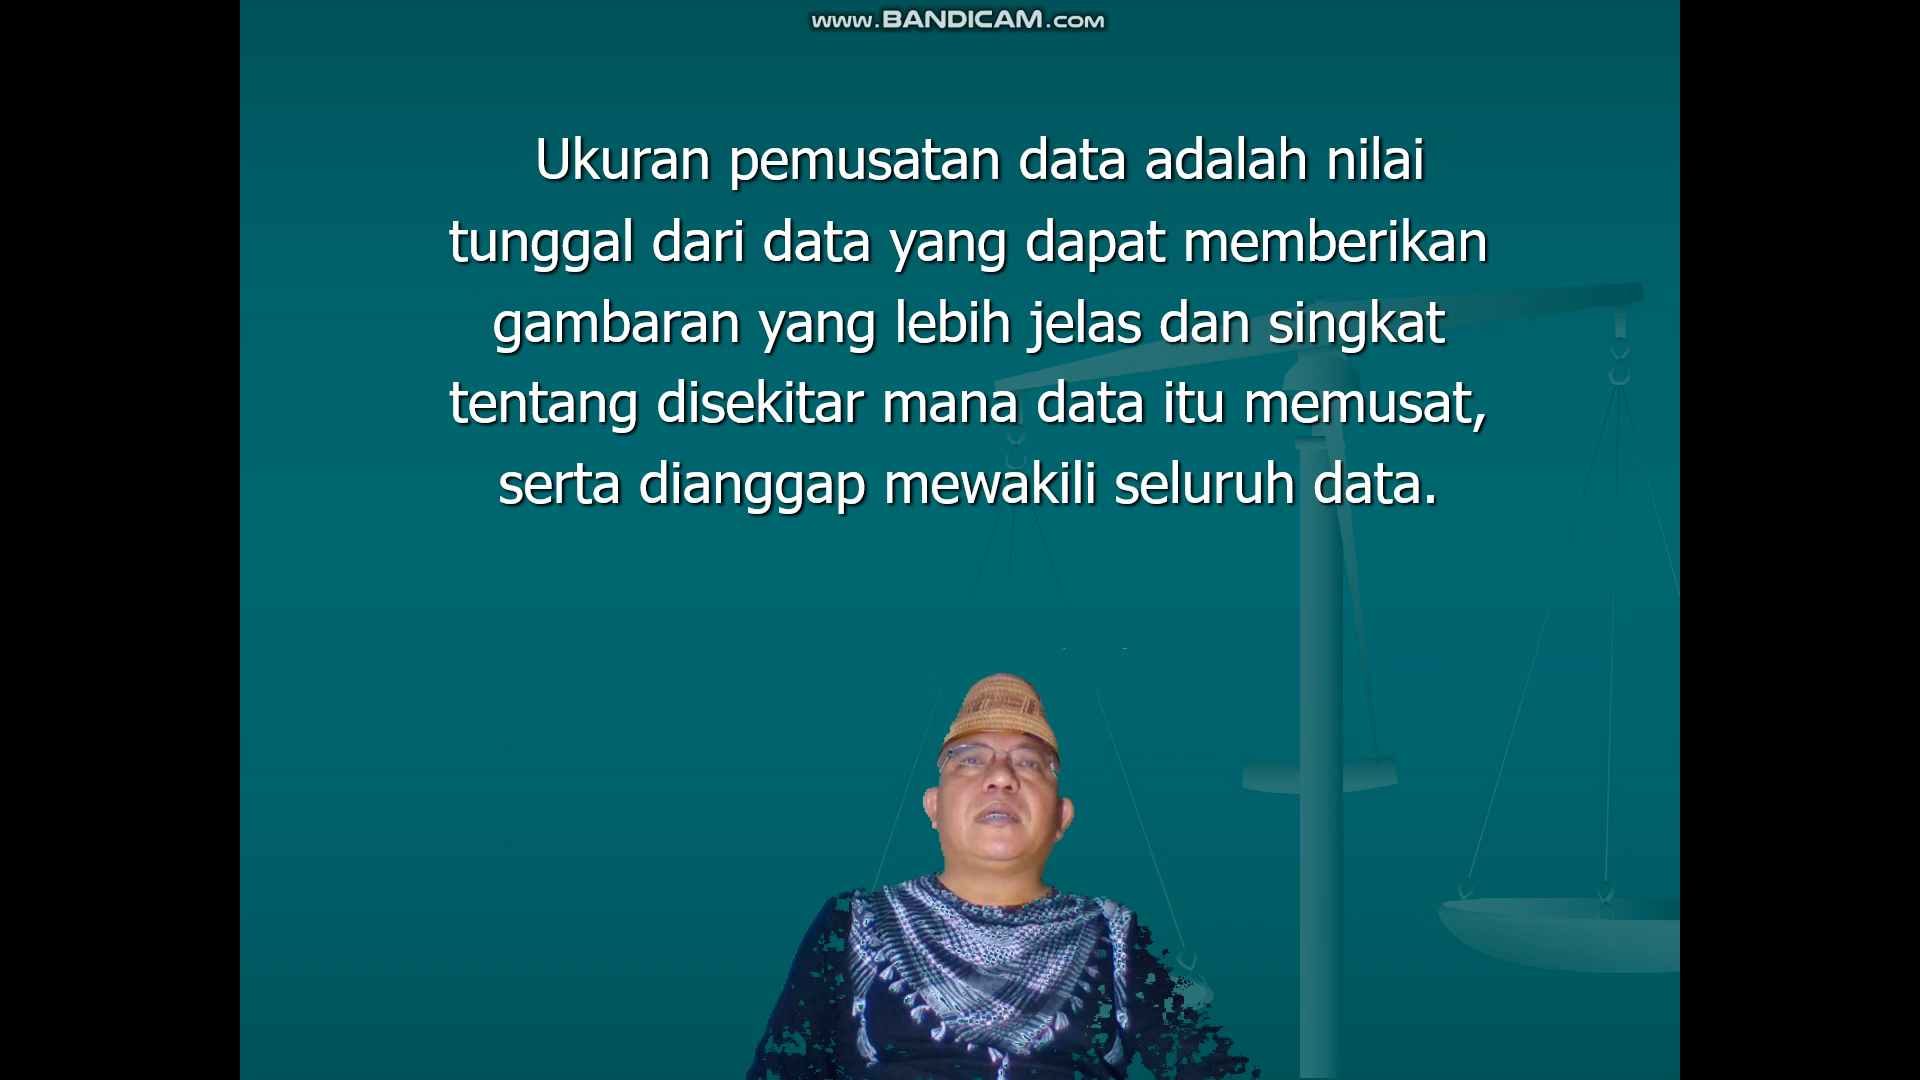 www.BANDICAM.com
Ukuran pemusatan data adalah nilai
tunggal dari data yang dapat memberikan
gambaran yang lebih jelas dan singkat
tentang disekitar mana data itu memusat,
serta dianggap mewakili seluruh data.